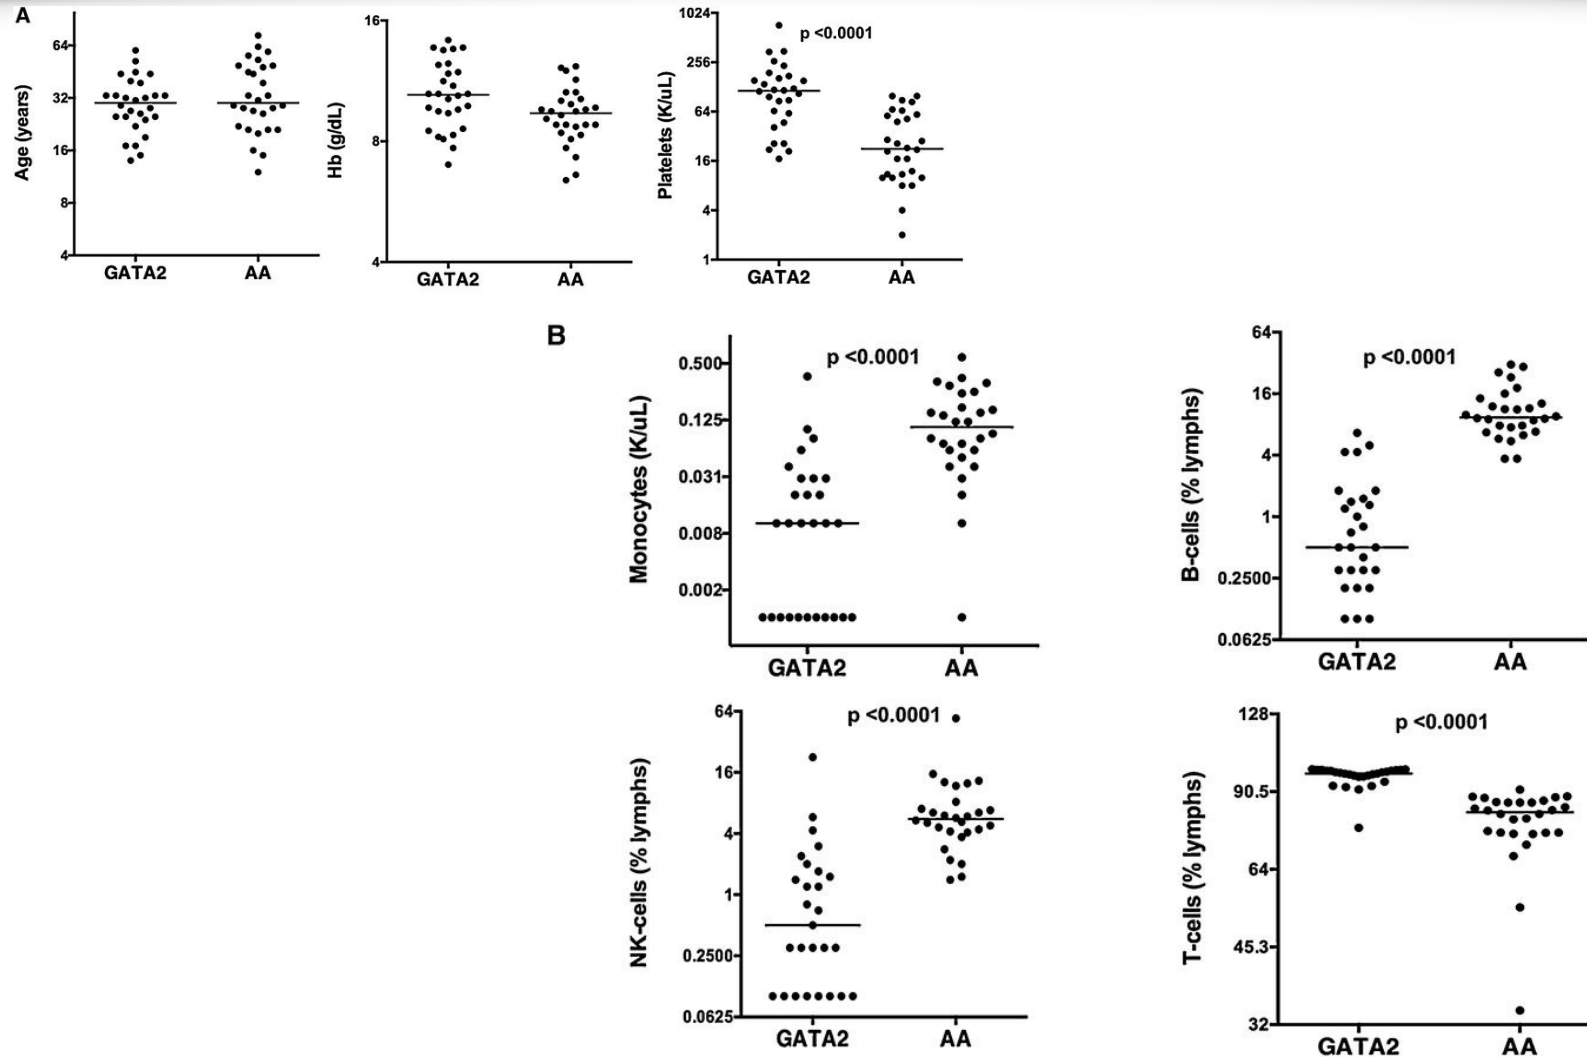 A
Age (years)
64
32
16
8
4
GATA2
AA
Hb (g/dL)
16
8
4
GATA2
AA
Platelets (K/uL)
1024
256
64
16
4
1
p <0.0001
GATA2
AA
B
Monocytes (K/uL)
0.500
0.125
0.031
0.008
0.002
p <0.0001
GATA2
AA
B-cells (% lymphs)
64
16
4
1
0.2500
0.0625
p <0.0001
GATA2
AA
NK-cells (% lymphs)
64
16
4
1
0.2500
0.0625
p <0.0001
GATA2
AA
T-cells (% lymphs)
128
90.5
64
45.3
32
p <0.0001
GATA2
AA